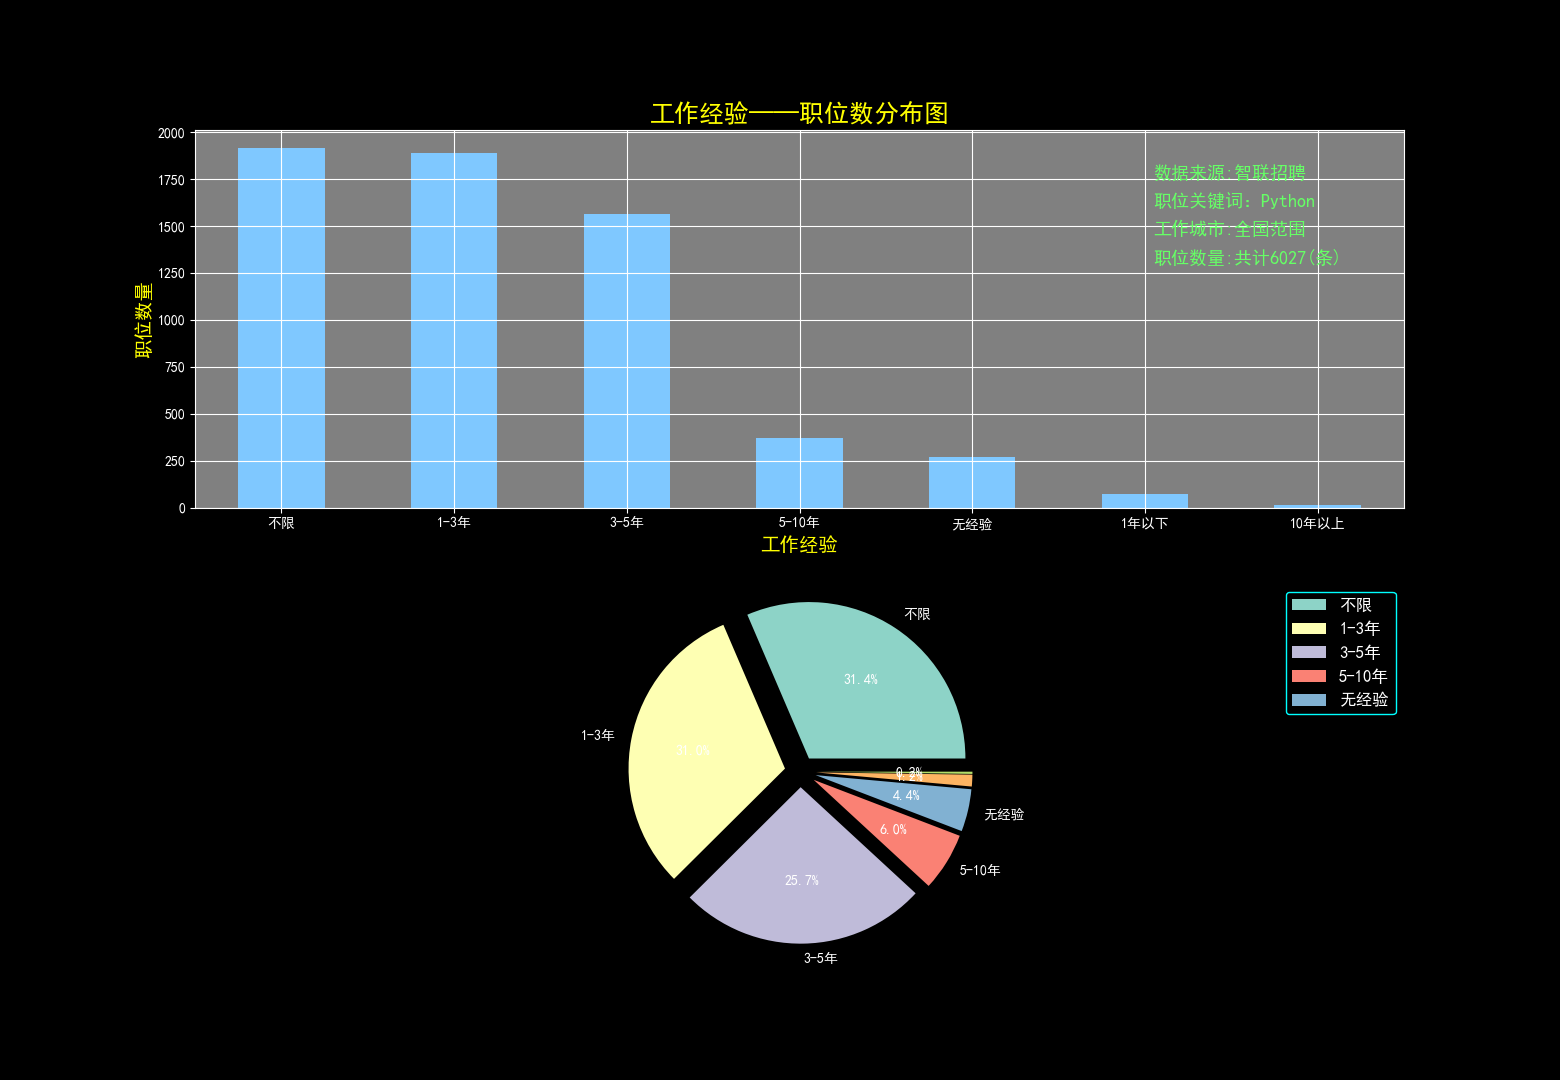 工作经验——职位数分布图
职位数量
2000
1750
1500
1250
1000
750
500
250
0
数据来源:智联招聘
职位关键词：Python
工作城市:全国范围
职位数量:共计6027(条)
不限
1-3年
3-5年
5-10年
无经验
1年以下
10年以上
工作经验
不限
31.4%
1-3年
31.0%
3-5年
25.7%
5-10年
6.0%
无经验
4.4%
0.3%
不限
1-3年
3-5年
5-10年
无经验